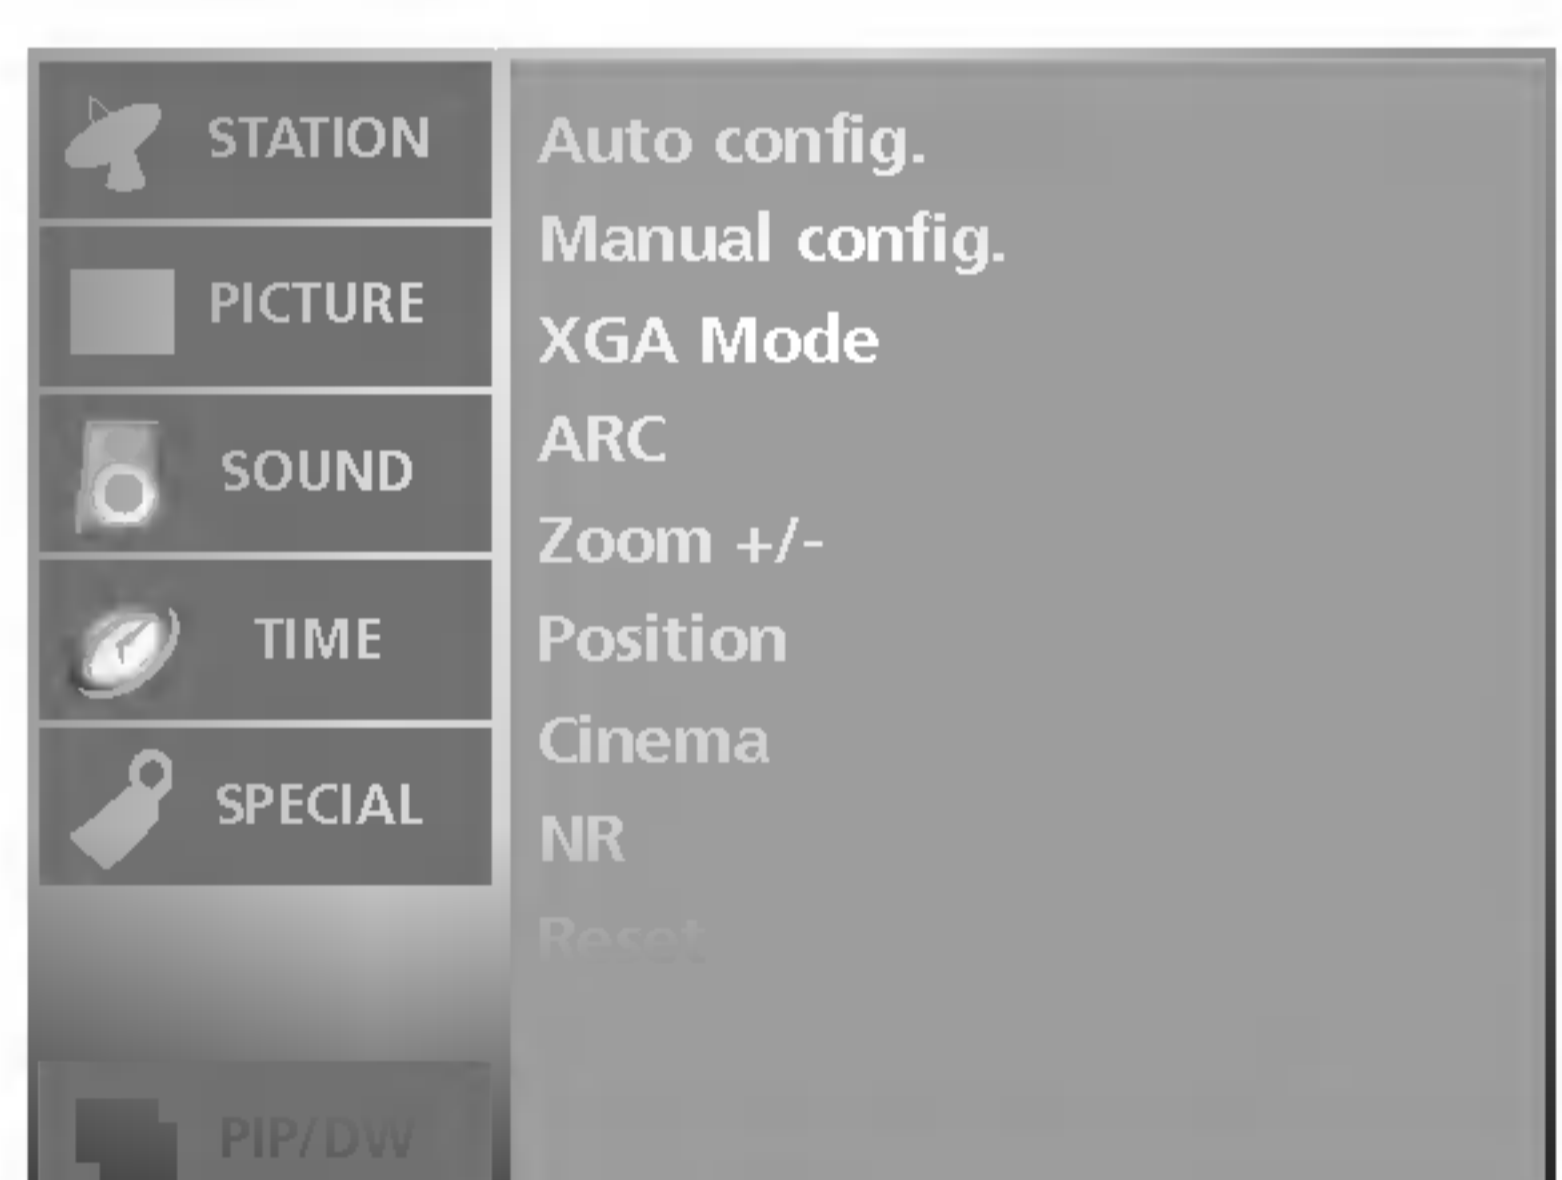 STATION
PICTURE
SOUND
TIME
SPECIAL
PIP/DW
Auto config.
Manual config.
XGA Mode
ARC
Zoom +/-
Position
Cinema
NR
Reset